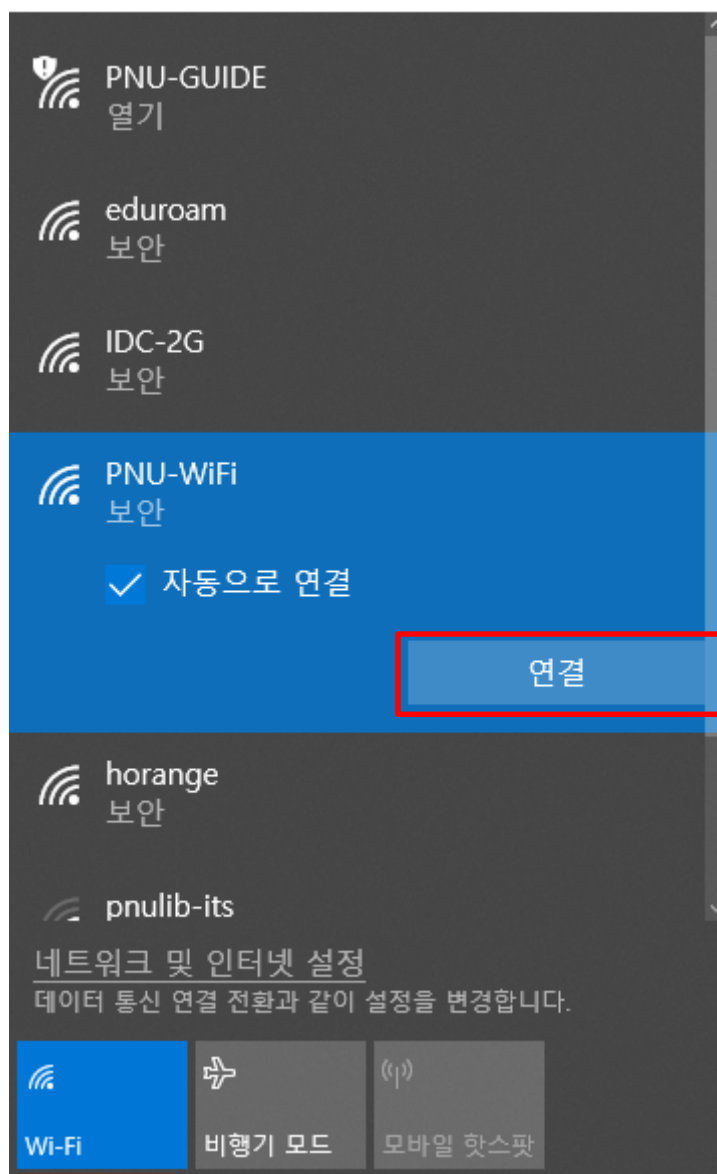 PNU-GUIDE
열기
eduroam
보안
IDC-2G
보안
PNU-WiFi
보안
자동으로 연결
연결
horange
보안
pnulib-its
네트워크 및 인터넷 설정
데이터 통신 연결 전환과 같이 설정을 변경합니다.
Wi-Fi
비행기 모드
모바일 핫스팟